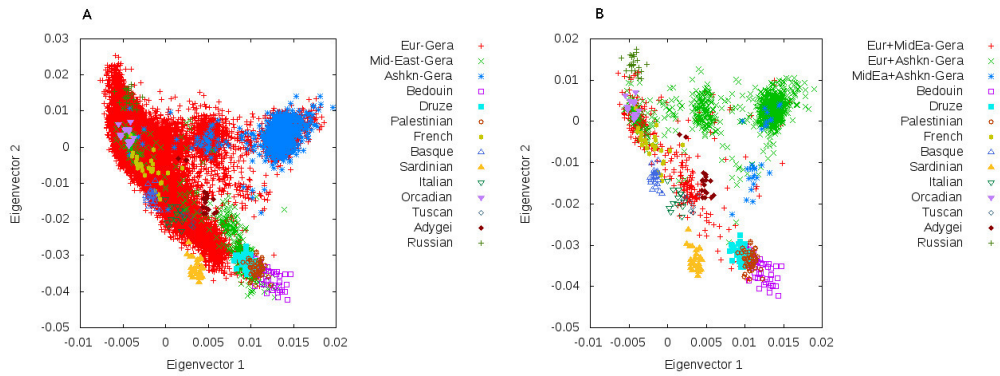 A
0.03
0.02
0.01
0
-0.01
-0.02
-0.03
-0.04
-0.05
-0.01 -0.005 0 0.005 0.01 0.015 0.02
Eigenvector 2
Eigenvector 1
Eur-Gera
Mid-East-Gera
Ashkn-Gera
Bedouin
Druze
Palestinian
French
Basque
Sardinian
Italian
Orcadian
Tuscan
Adygei
Russian
B
0.02
0.01
0
-0.01
-0.02
-0.03
-0.04
-0.05
-0.01 -0.005 0 0.005 0.01 0.015 0.02
Eigenvector 2
Eigenvector 1
Eur+MidEa-Gera
Eur+Ashkn-Gera
MidEa+Ashkn-Gera
Bedouin
Druze
Palestinian
French
Basque
Sardinian
Italian
Orcadian
Tuscan
Adygei
Russian